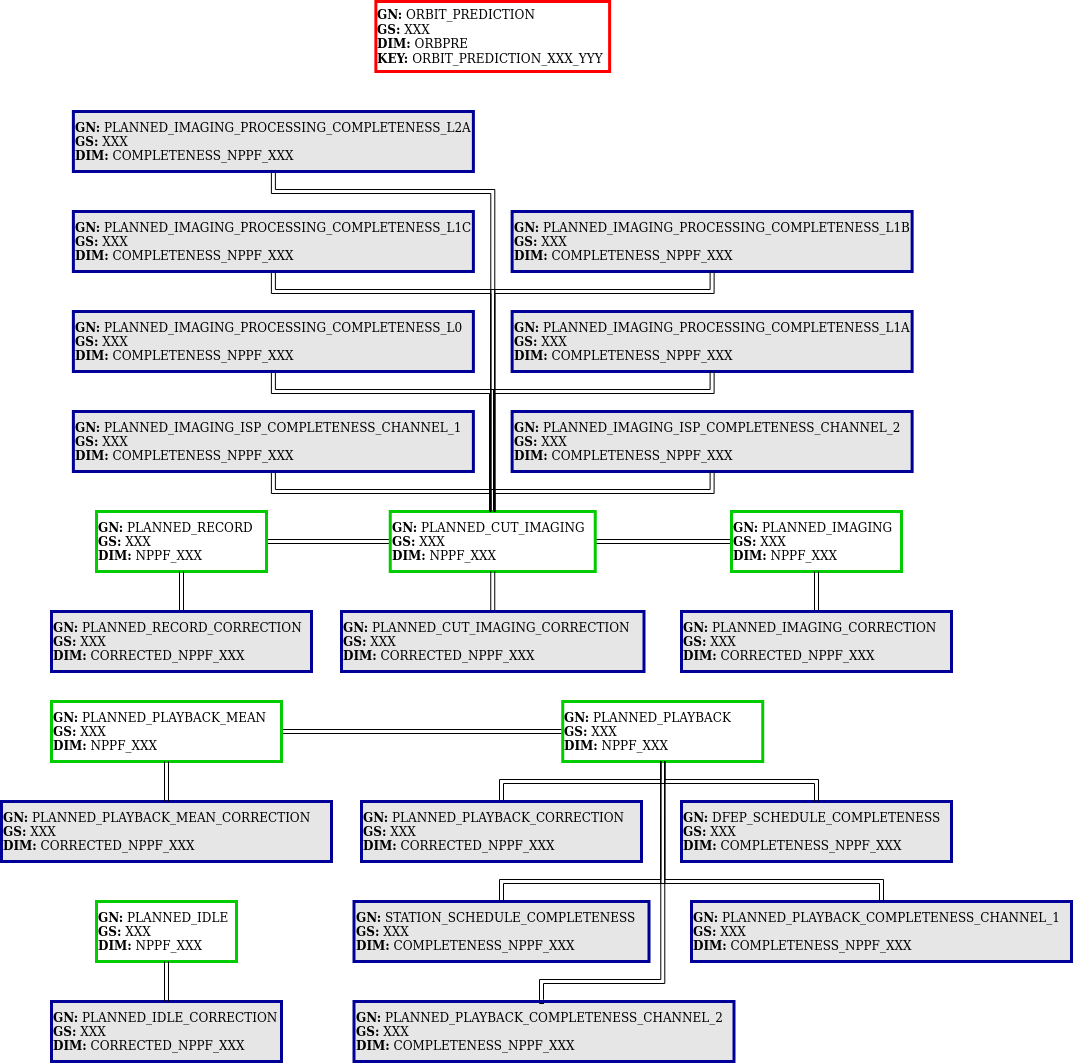 GN: ORBIT_PREDICTION
GS: XXX
DIM: ORBPRE
KEY: ORBIT_PREDICTION_XXX_YYY
GN: PLANNED_IMAGING_PROCESSING_COMPLETENESS_L2A
GS: XXX
DIM: COMPLETENESS_NPPF_XXX
GN: PLANNED_IMAGING_PROCESSING_COMPLETENESS_L1C
GS: XXX
DIM: COMPLETENESS_NPPF_XXX
GN: PLANNED_IMAGING_PROCESSING_COMPLETENESS_L1B
GS: XXX
DIM: COMPLETENESS_NPPF_XXX
GN: PLANNED_IMAGING_PROCESSING_COMPLETENESS_L0
GS: XXX
DIM: COMPLETENESS_NPPF_XXX
GN: PLANNED_IMAGING_PROCESSING_COMPLETENESS_L1A
GS: XXX
DIM: COMPLETENESS_NPPF_XXX
GN: PLANNED_IMAGING_ISP_COMPLETENESS_CHANNEL_1
GS: XXX
DIM: COMPLETENESS_NPPF_XXX
GN: PLANNED_IMAGING_ISP_COMPLETENESS_CHANNEL_2
GS: XXX
DIM: COMPLETENESS_NPPF_XXX
GN: PLANNED_RECORD
GS: XXX
DIM: NPPF_XXX
GN: PLANNED_CUT_IMAGING
GS: XXX
DIM: NPPF_XXX
GN: PLANNED_IMAGING
GS: XXX
DIM: NPPF_XXX
GN: PLANNED_RECORD_CORRECTION
GS: XXX
DIM: CORRECTED_NPPF_XXX
GN: PLANNED_CUT_IMAGING_CORRECTION
GS: XXX
DIM: CORRECTED_NPPF_XXX
GN: PLANNED_IMAGING_CORRECTION
GS: XXX
DIM: CORRECTED_NPPF_XXX
GN: PLANNED_PLAYBACK_MEAN
GS: XXX
DIM: NPPF_XXX
GN: PLANNED_PLAYBACK
GS: XXX
DIM: NPPF_XXX
GN: PLANNED_PLAYBACK_MEAN_CORRECTION
GS: XXX
DIM: CORRECTED_NPPF_XXX
GN: PLANNED_PLAYBACK_CORRECTION
GS: XXX
DIM: CORRECTED_NPPF_XXX
GN: DFEP_SCHEDULE_COMPLETENESS
GS: XXX
DIM: COMPLETENESS_NPPF_XXX
GN: PLANNED_IDLE
GS: XXX
DIM: NPPF_XXX
GN: STATION_SCHEDULE_COMPLETENESS
GS: XXX
DIM: COMPLETENESS_NPPF_XXX
GN: PLANNED_PLAYBACK_COMPLETENESS_CHANNEL_1
GS: XXX
DIM: COMPLETENESS_NPPF_XXX
GN: PLANNED_IDLE_CORRECTION
GS: XXX
DIM: CORRECTED_NPPF_XXX
GN: PLANNED_PLAYBACK_COMPLETENESS_CHANNEL_2
GS: XXX
DIM: COMPLETENESS_NPPF_XXX